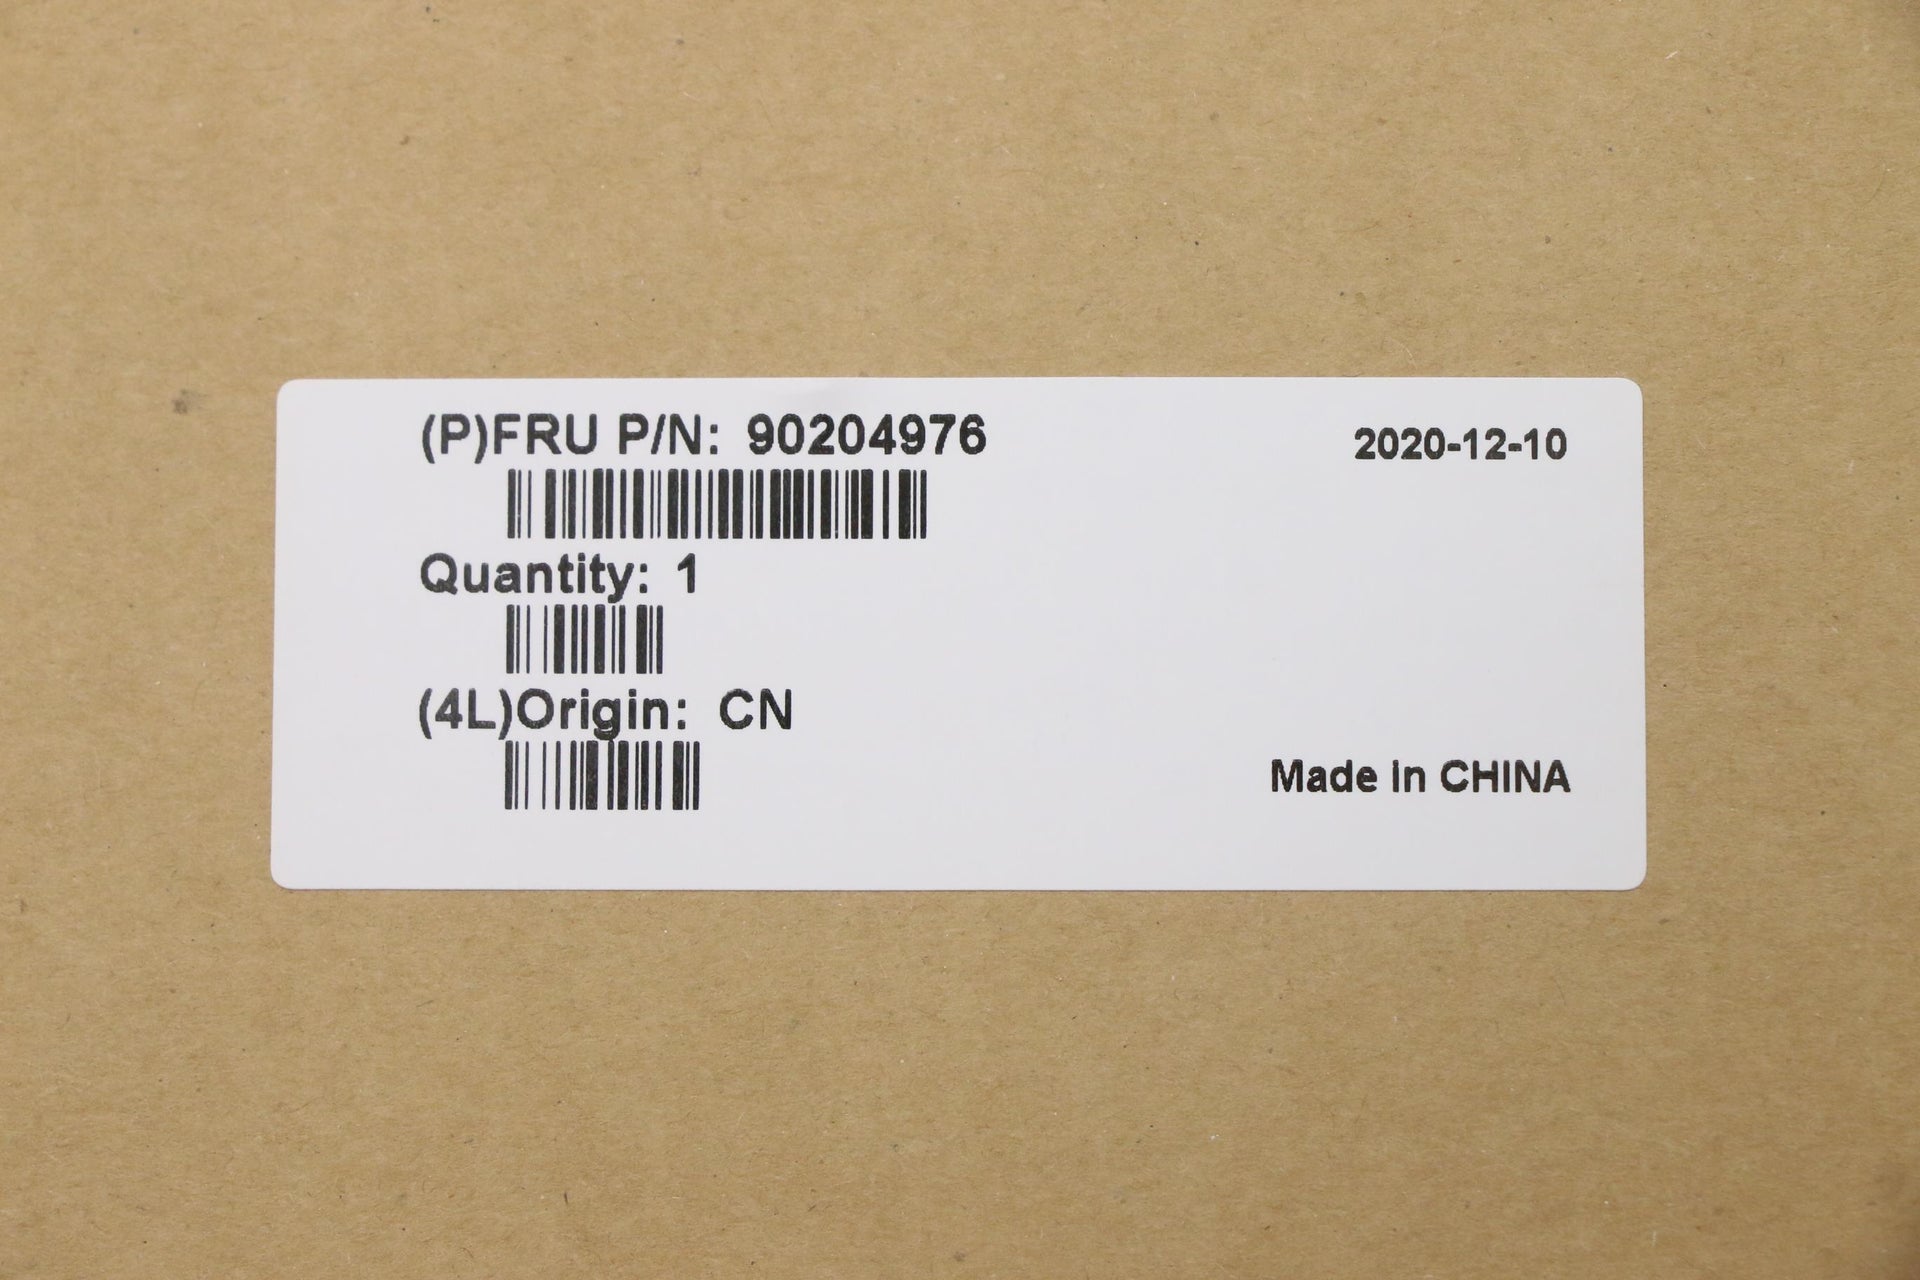 (P)FRU P/N: 90204976
2020-12-10
Quantity: 1
(4L)Origin: CN
Made in CHINA